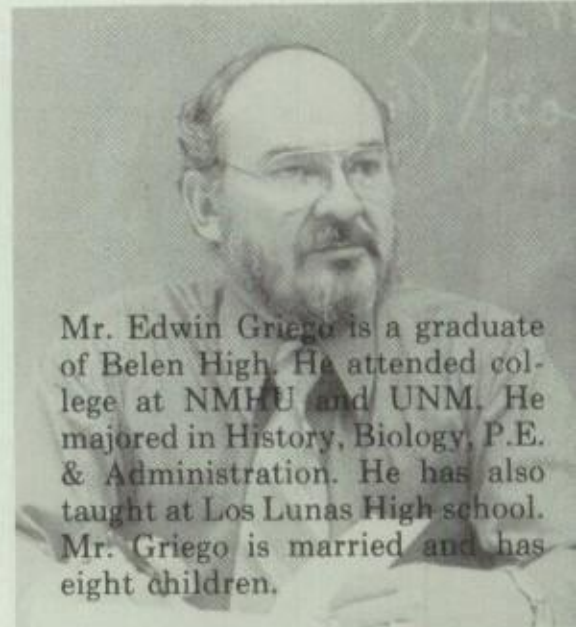 Mr. Edwin Griego is a graduate
of Belen High. He attended col-
lege at NMHU and UNM. He
majored in History, Biology, P.E.
& Administration. He has also
taught at Los Lunas High school.
Mr. Griego is married and has
eight children.